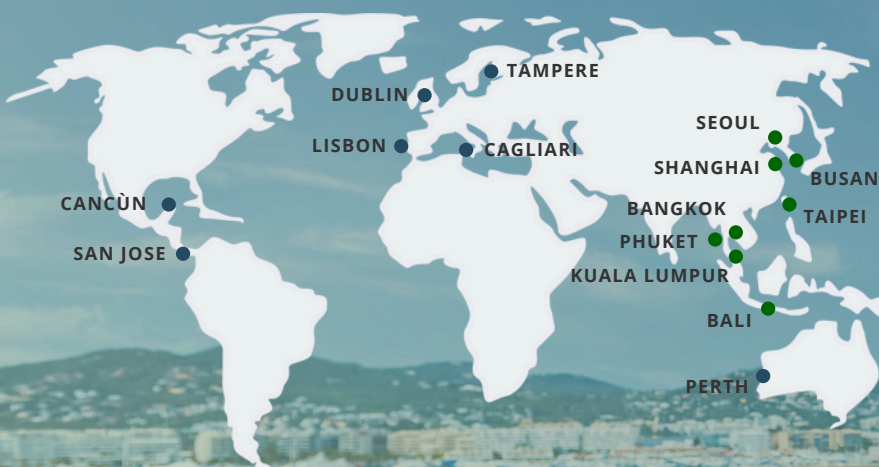 TAMPERE
DUBLIN
SEOUL
LISBON
CAGLIARI
SHANGHAI
BUSAN
CANCÙN
BANGKOK
TAIPEI
PHUKET
SAN JOSE
KUALA LUMPUR
BALI
PERTH